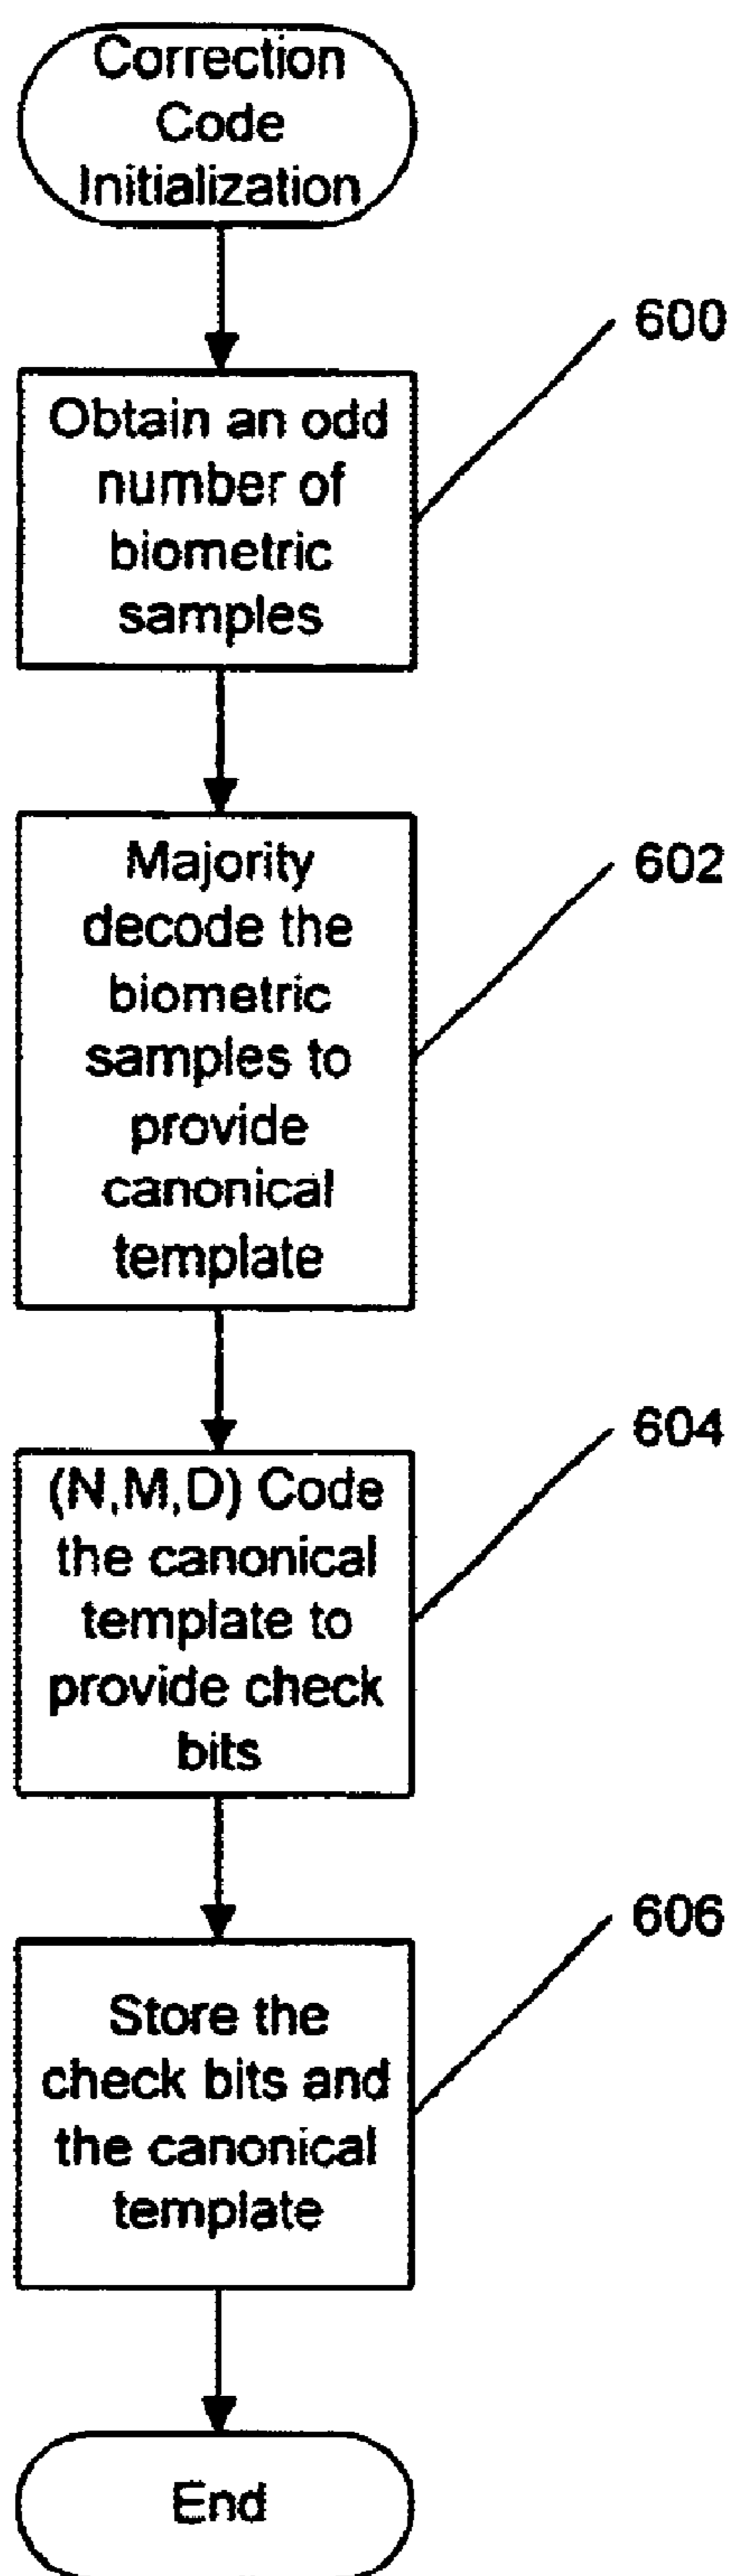 Correction
Code
Initialization
600
Obtain an odd
number of
biometric
samples
602
Majority
decode the
biometric
samples to
provide
canonical
template
604
(N,M,D) Code
the canonical
template to
provide check
bits
606
Store the
check bits and
the canonical
template
End